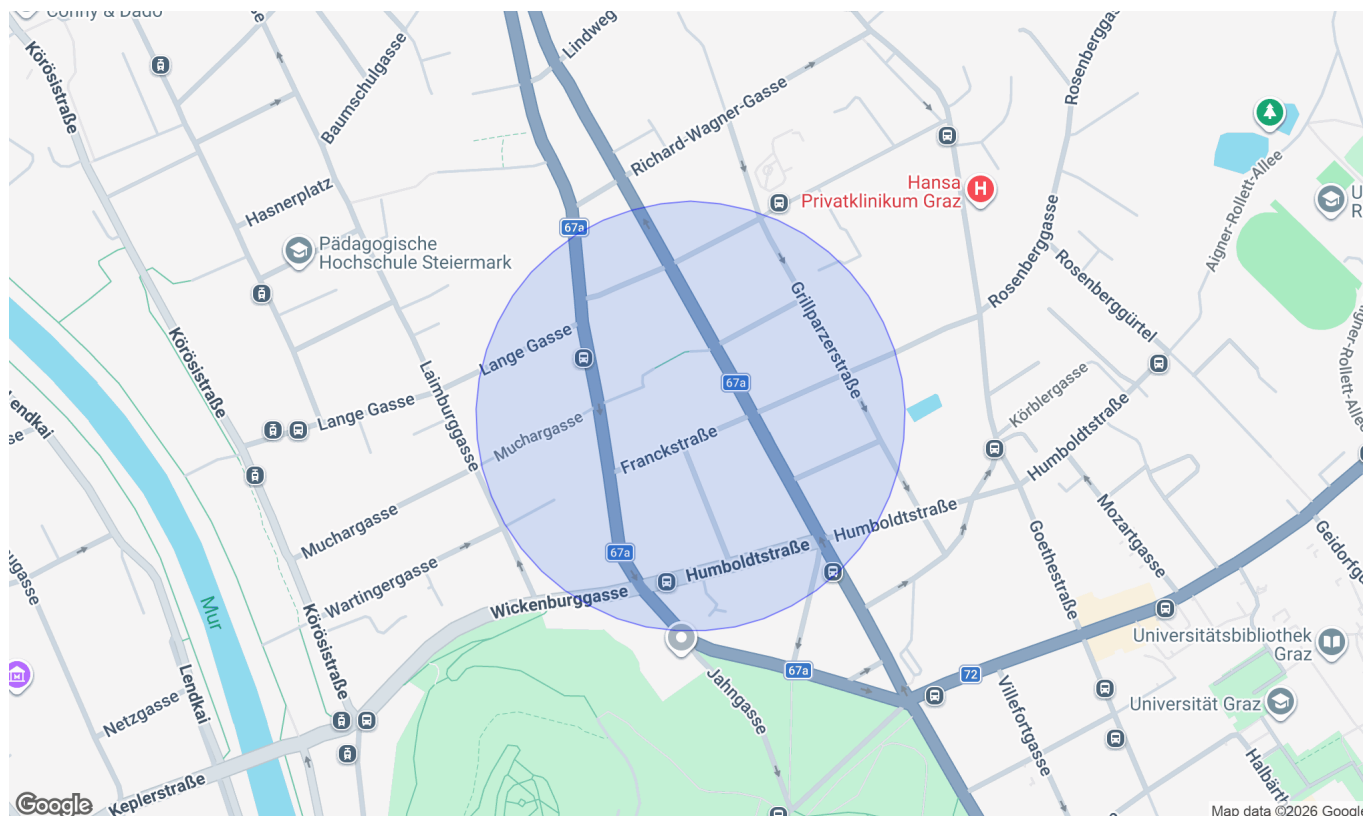 Conny & Dado
Lindweg
Körösistraße
Baumschulgasse
Richard-Wagner-Gasse
Rosenberggasse
Hasnerplatz
Hansa
Privatklinikum Graz
Aigner-Rollett-Allee
67a
Pädagogische
Hochschule Steiermark
Rosenberggasse
Rosenberggürtel
Grillparzerstraße
Körösistraße
Lange Gasse
Laimburggasse
67a
Lendkai
Lange Gasse
Muchargasse
Franckstraße
Körblergasse
Humboldtstraße
Muchargasse
Humboldtstraße
Mozartgasse
Goethestraße
67a
Humboldtstraße
Wartingergasse
Wickenburggasse
Mur
Körösistraße
Universitätsbibliothek
Graz
67a
72
Jahngasse
Villefortgasse
Universität Graz
Lendkai
Netzgasse
Keplerstraße
Google
Map data ©2026 Google